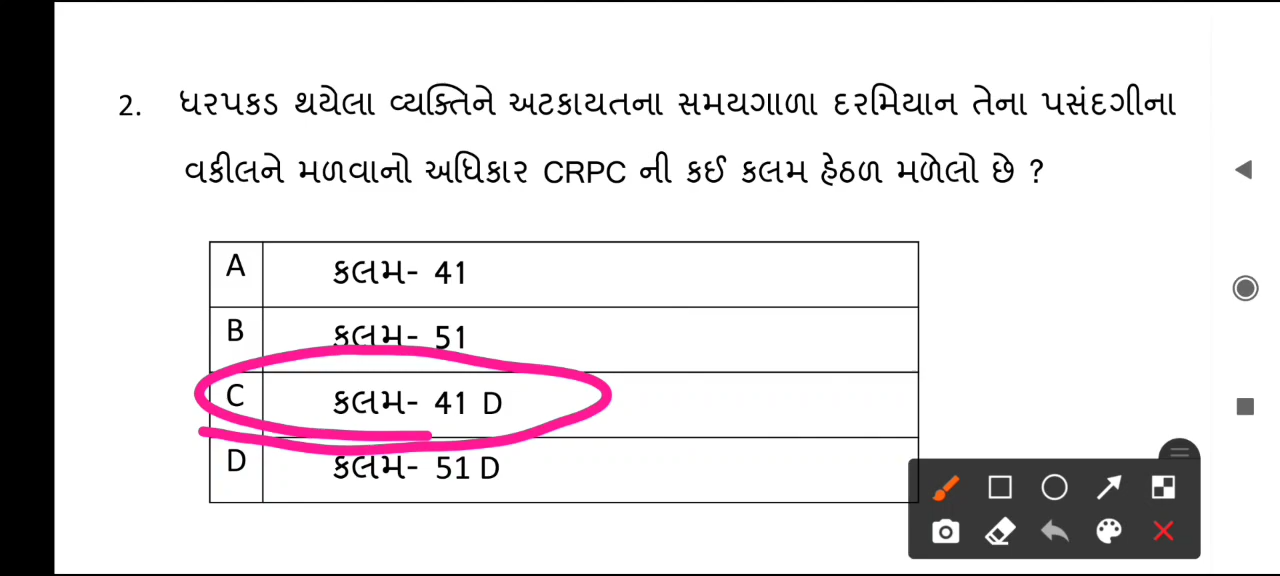 2. ધરપકડ થયેલા વ્યક્તિને અટકાયતના સમયગાળા દરમિયાન તેના પસંદગીના
વકીલને મળવાનો અધિકાર CRPC ની કઈ કલમ હેઠળ મળેલો છે ?
A કલમ- 41
B કલમ- 51
C કલમ- 41 D
D કલમ- 51 D